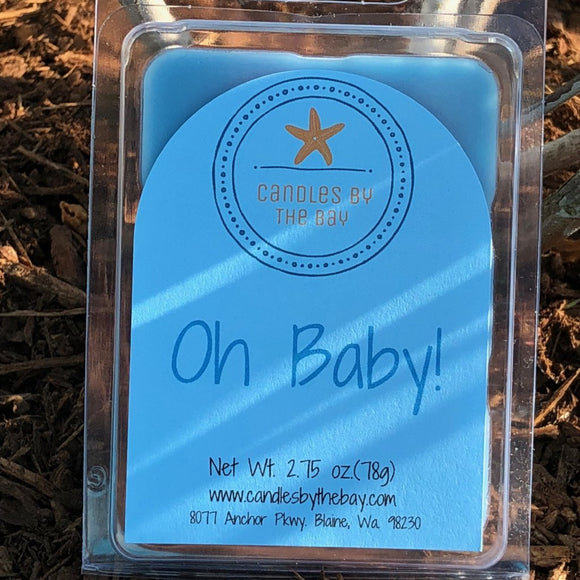 CANDLES BY
THE BAY
Oh Baby!
Net Wt. 2.75 oz.(78g)
www.candlesbythebay.com
8077 Anchor Pkwy. Blaine, Wa. 98230